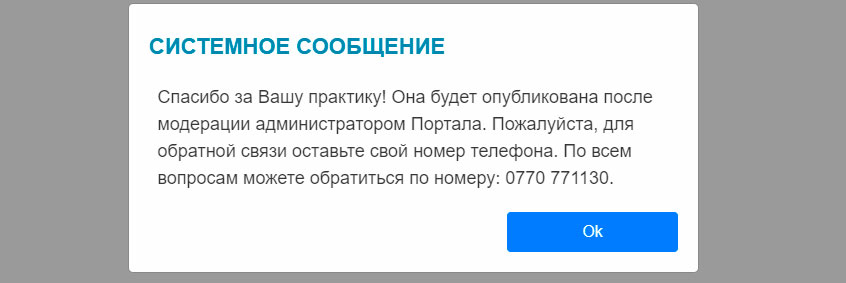 СИСТЕМНОЕ СООБЩЕНИЕ
Спасибо за Вашу практику! Она будет опубликована после
модерации администратором Портала. Пожалуйста, для
обратной связи оставьте свой номер телефона. По всем
вопросам можете обратиться по номеру: 0770 771130.
Ok